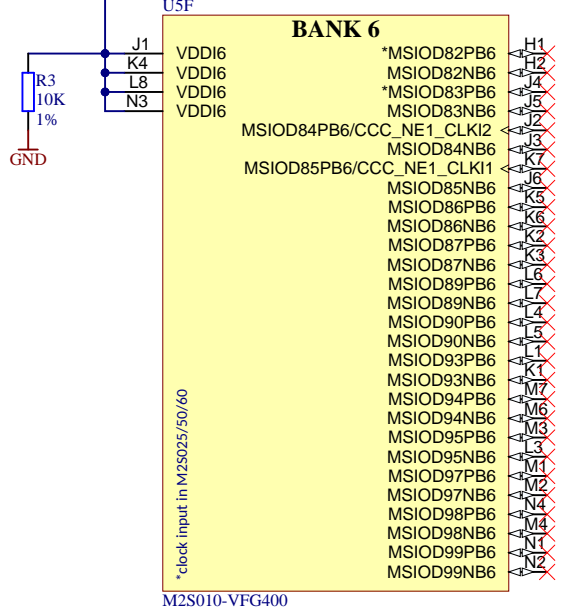 U5F
BANK 6
J1 VDDI6 *MSIOD82PB6 H1
K4 VDDI6 MSIOD82NB6 H2
L8 VDDI6 *MSIOD83PB6 J4
N3 VDDI6 MSIOD83NB6 J5
R3
10K
1%
GND
MSIOD84PB6/CCC_NE1_CLKI2 J2
MSIOD84NB6 J3
MSIOD85PB6/CCC_NE1_CLKI1 K7
MSIOD85NB6 J6
MSIOD86PB6 K5
MSIOD86NB6 K6
MSIOD87PB6 K2
MSIOD87NB6 K3
MSIOD89PB6 L6
MSIOD89NB6 L7
MSIOD90PB6 L4
MSIOD90NB6 L5
MSIOD93PB6 L1
MSIOD93NB6 K1
MSIOD94PB6 M7
MSIOD94NB6 M6
MSIOD95PB6 M3
MSIOD95NB6 L3
MSIOD97PB6 M1
MSIOD97NB6 M2
MSIOD98PB6 N4
MSIOD98NB6 M4
MSIOD99PB6 N1
MSIOD99NB6 N2
*clock input in M2S025/50/60
M2S010-VFG400